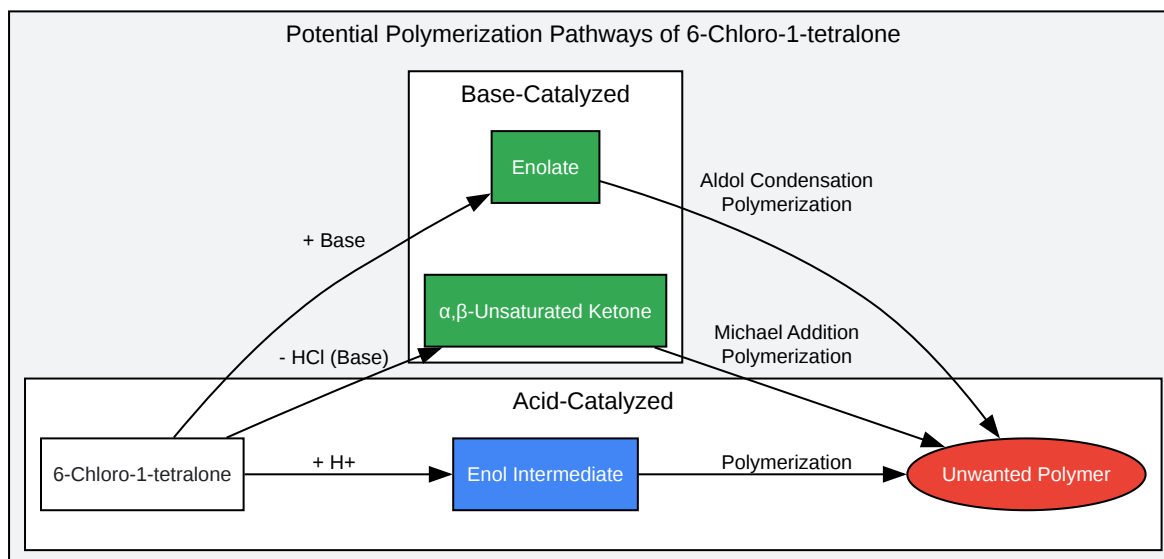 Potential Polymerization Pathways of 6-Chloro-1-tetralone
Base-Catalyzed
Enolate
Aldol Condensation
Polymerization
+ Base
α,β-Unsaturated Ketone
Michael Addition
Polymerization
- HCl (Base)
Acid-Catalyzed
6-Chloro-1-tetralone
+ H+
Enol Intermediate
Polymerization
Unwanted Polymer